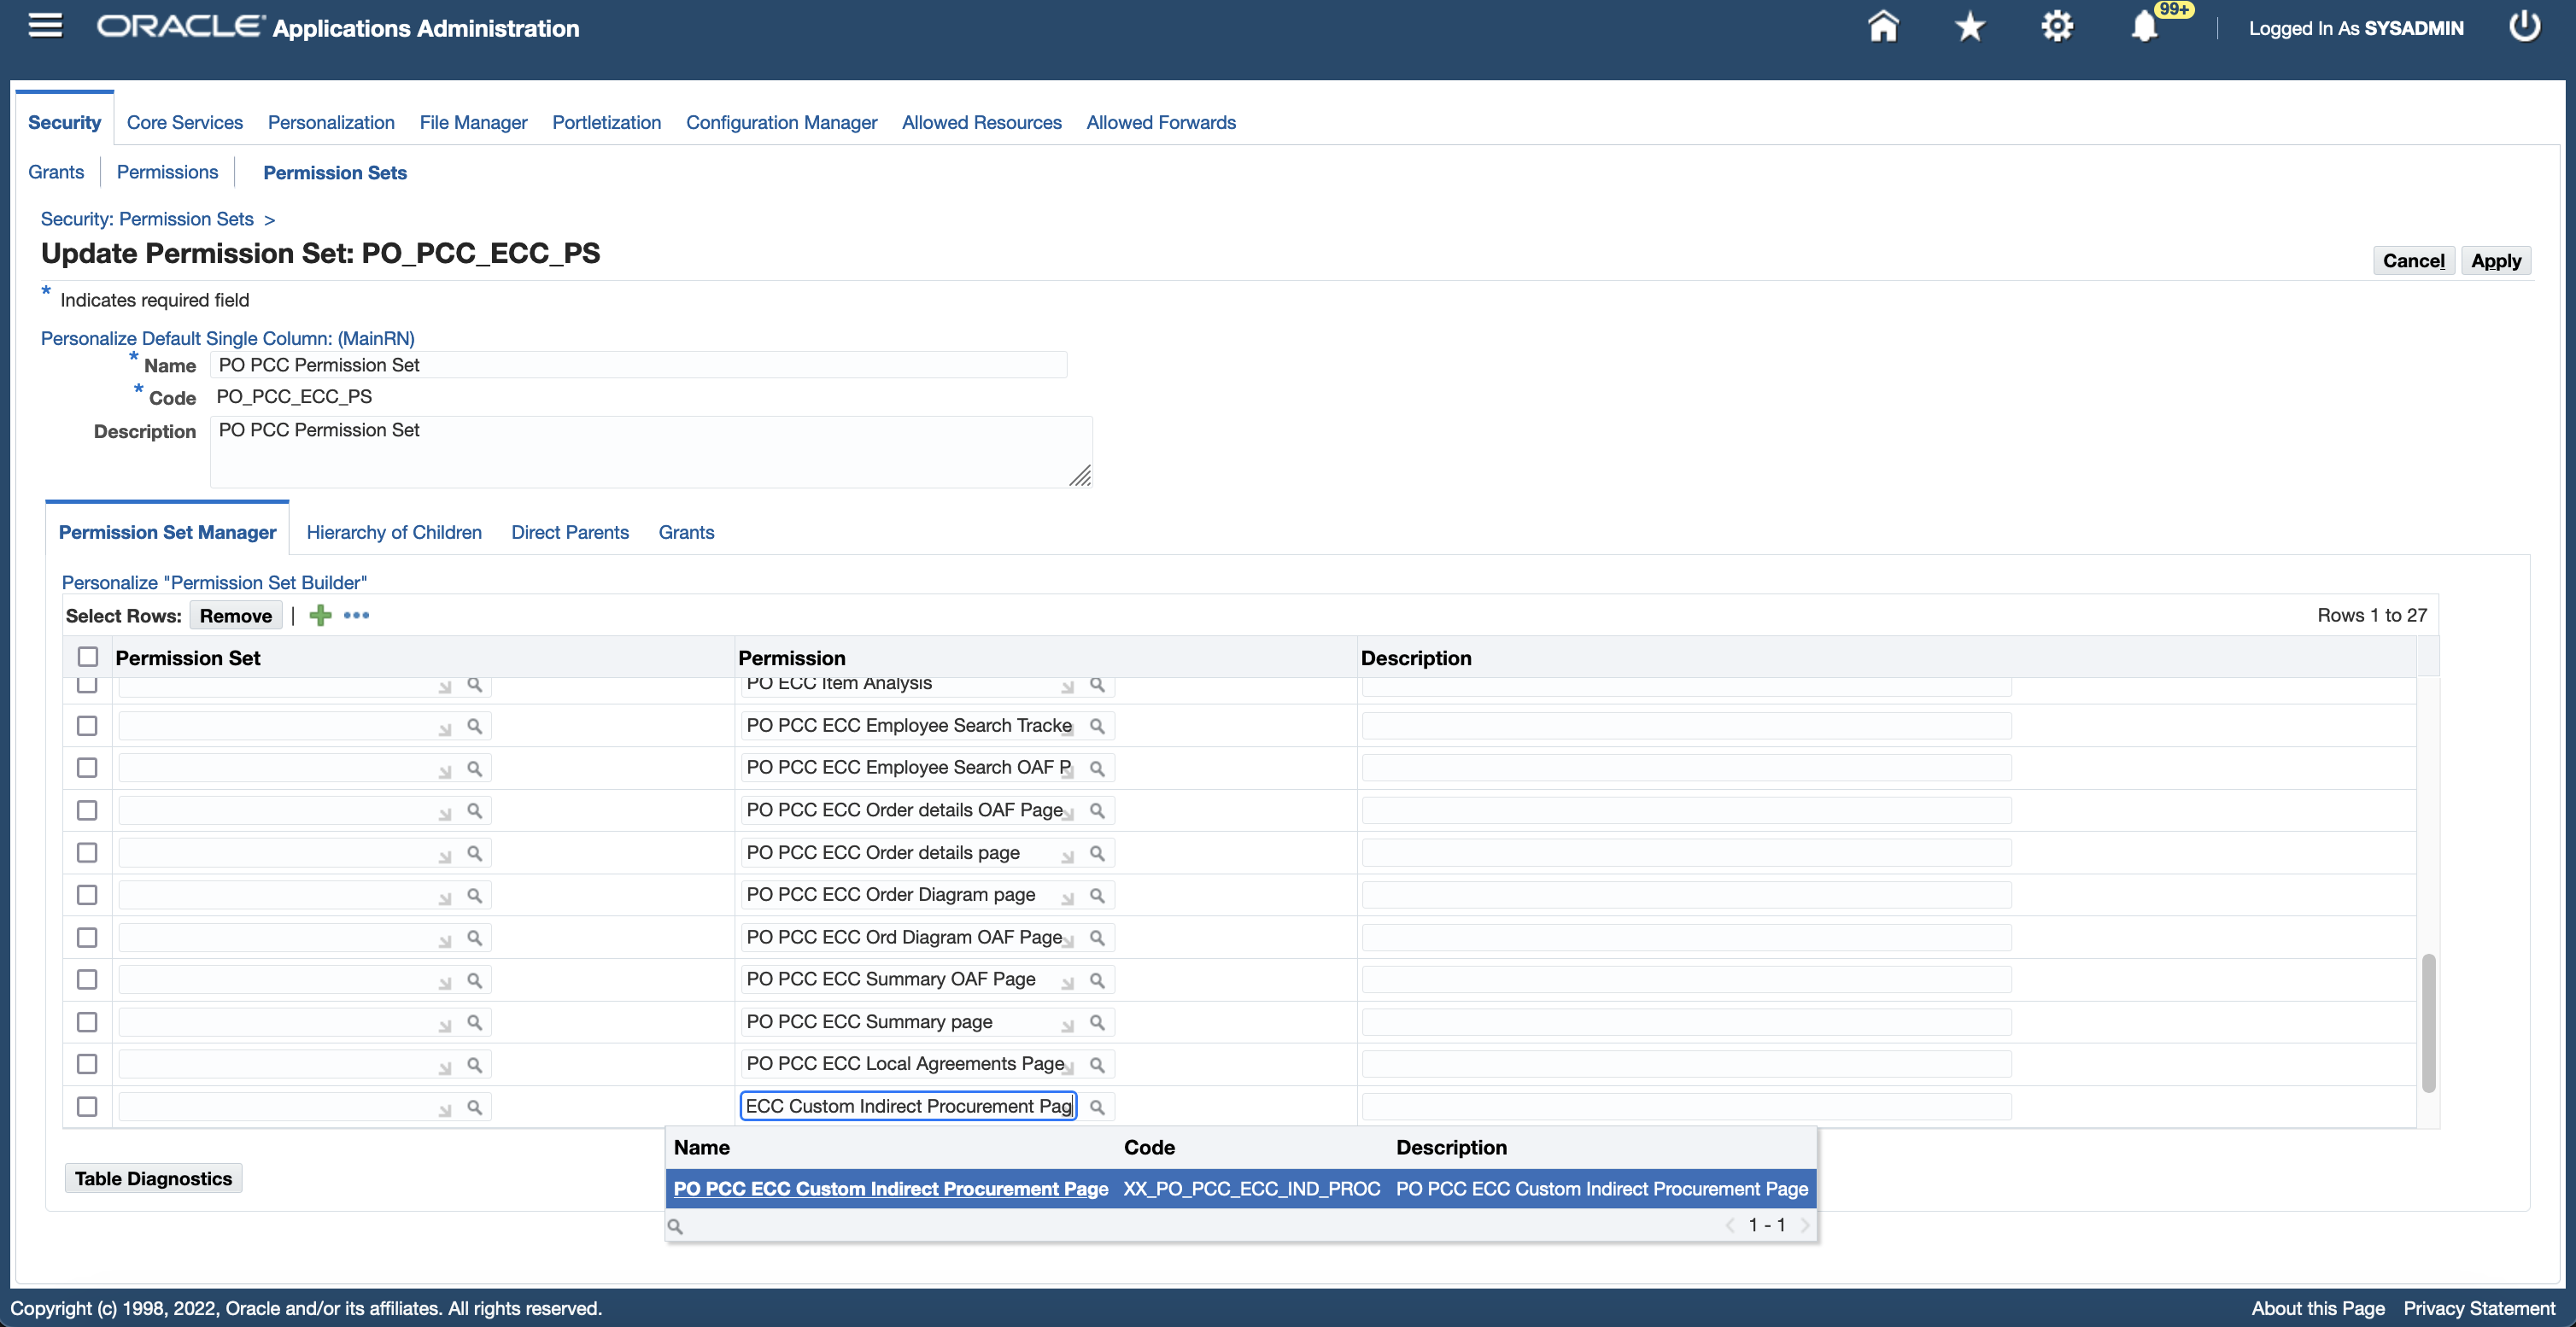 ORACLE Applications Administration
99+
Logged In As SYSADMIN
Security Core Services Personalization File Manager Portletization Configuration Manager Allowed Resources Allowed Forwards
Grants Permissions Permission Sets
Security: Permission Sets >
Update Permission Set: PO_PCC_ECC_PS
Cancel Apply
* Indicates required field
Personalize Default Single Column: (MainRN)
* Name PO PCC Permission Set
* Code PO_PCC_ECC_PS
Description PO PCC Permission Set
Permission Set Manager Hierarchy of Children Direct Parents Grants
Personalize "Permission Set Builder"
Select Rows: Remove | Rows 1 to 27
Permission Set Permission Description
PO ECC Item Analysis
PO PCC ECC Employee Search Tracke
PO PCC ECC Employee Search OAF P
PO PCC ECC Order details OAF Page
PO PCC ECC Order details page
PO PCC ECC Order Diagram page
PO PCC ECC Ord Diagram OAF Page
PO PCC ECC Summary OAF Page
PO PCC ECC Summary page
PO PCC ECC Local Agreements Page
ECC Custom Indirect Procurement Pag
Name Code Description
PO PCC ECC Custom Indirect Procurement Page XX_PO_PCC_ECC_IND_PROC PO PCC ECC Custom Indirect Procurement Page
1 - 1
Table Diagnostics
Copyright (c) 1998, 2022, Oracle and/or its affiliates. All rights reserved.
About this Page Privacy Statement